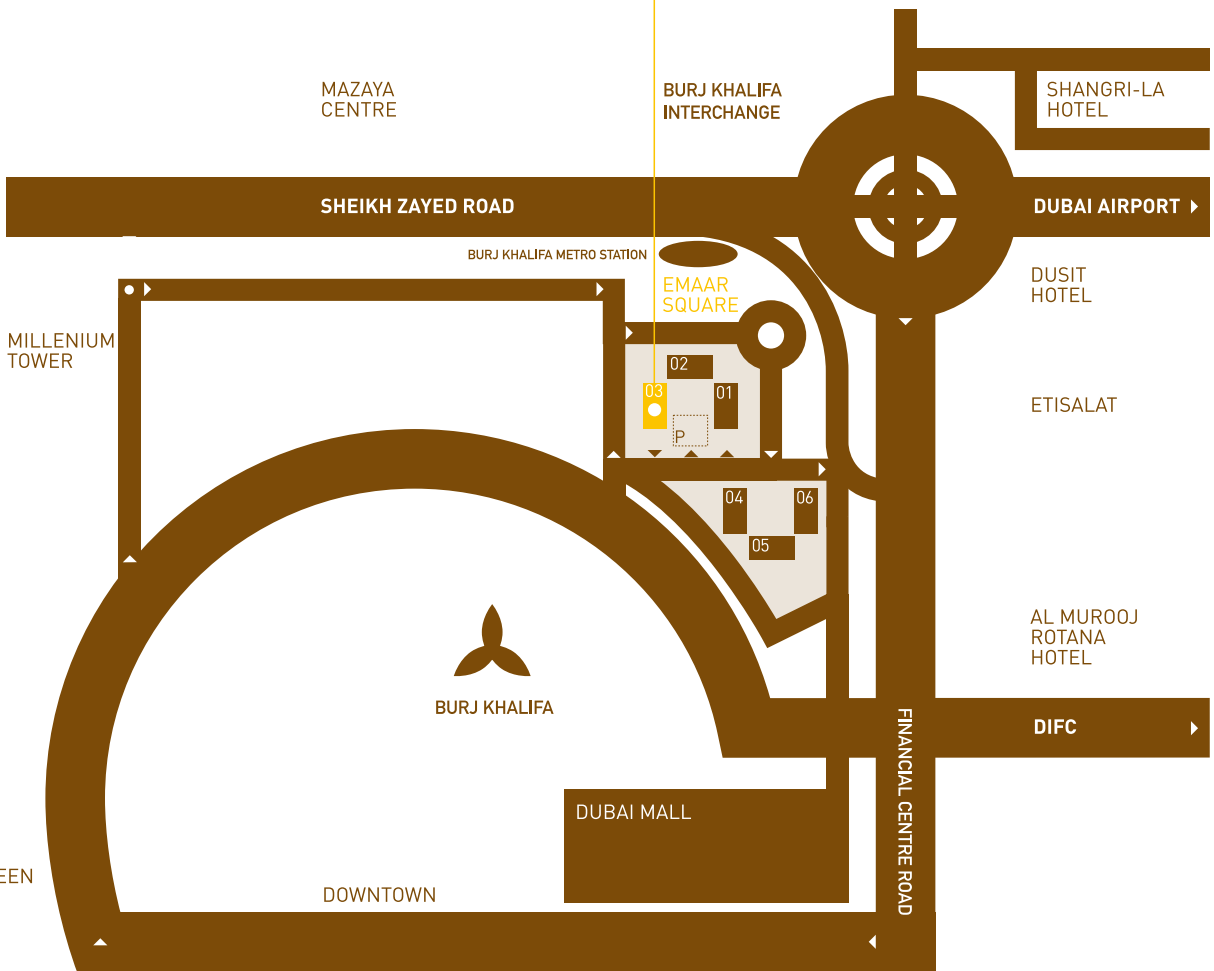 MAZAYA
CENTRE
BURJ KHALIFA
INTERCHANGE
SHANGRI-LA
HOTEL
SHEIKH ZAYED ROAD
DUBAI AIRPORT
BURJ KHALIFA METRO STATION
EMAAR
SQUARE
DUSIT
HOTEL
MILLENIUM
TOWER
02
03
01
P
ETISALAT
04
06
05
AL MUROOJ
ROTANA
HOTEL
BURJ KHALIFA
FINANCIAL CENTRE ROAD
DIFC
DUBAI MALL
EEN
DOWNTOWN